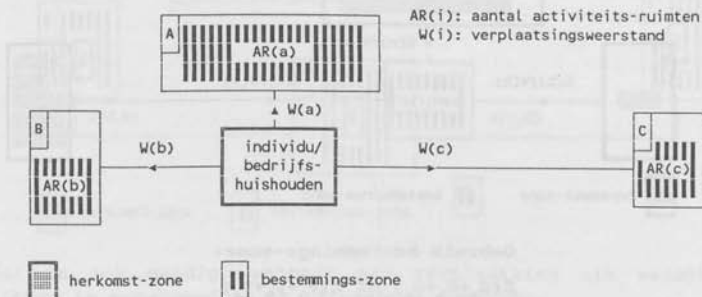 AR(i): aantal activiteits-ruimten
W(i): verplaatsingsweerstand
A
AR(a)
W(a)
B
W(b)
individu/
bedrijfs-
huishouden
W(c)
C
AR(b)
AR(c)
herkomst-zone
bestemmings-zone